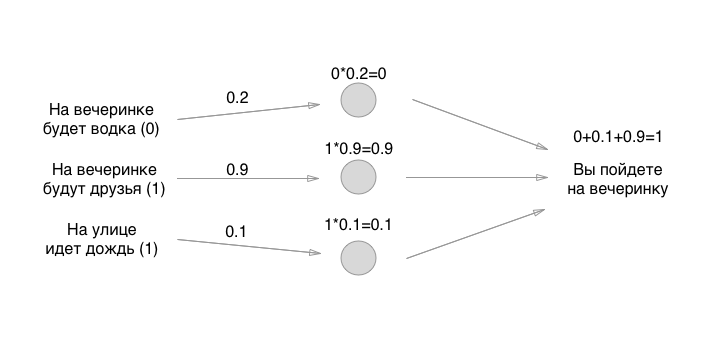 0*0.2=0
0.2
На вечеринке
будет водка (0)
1*0.9=0.9
0.9
На вечеринке
будут друзья (1)
1*0.1=0.1
0.1
На улице
идет дождь (1)
0+0.1+0.9=1
Вы пойдете
на вечеринку